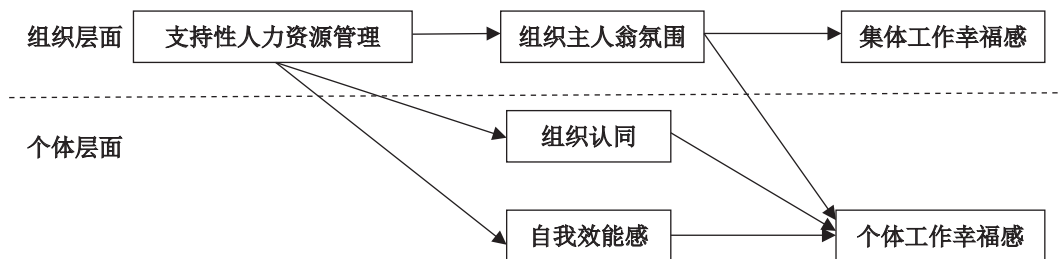 组织层面
支持性人力资源管理
组织主人翁氛围
集体工作幸福感
个体层面
组织认同
自我效能感
个体工作幸福感